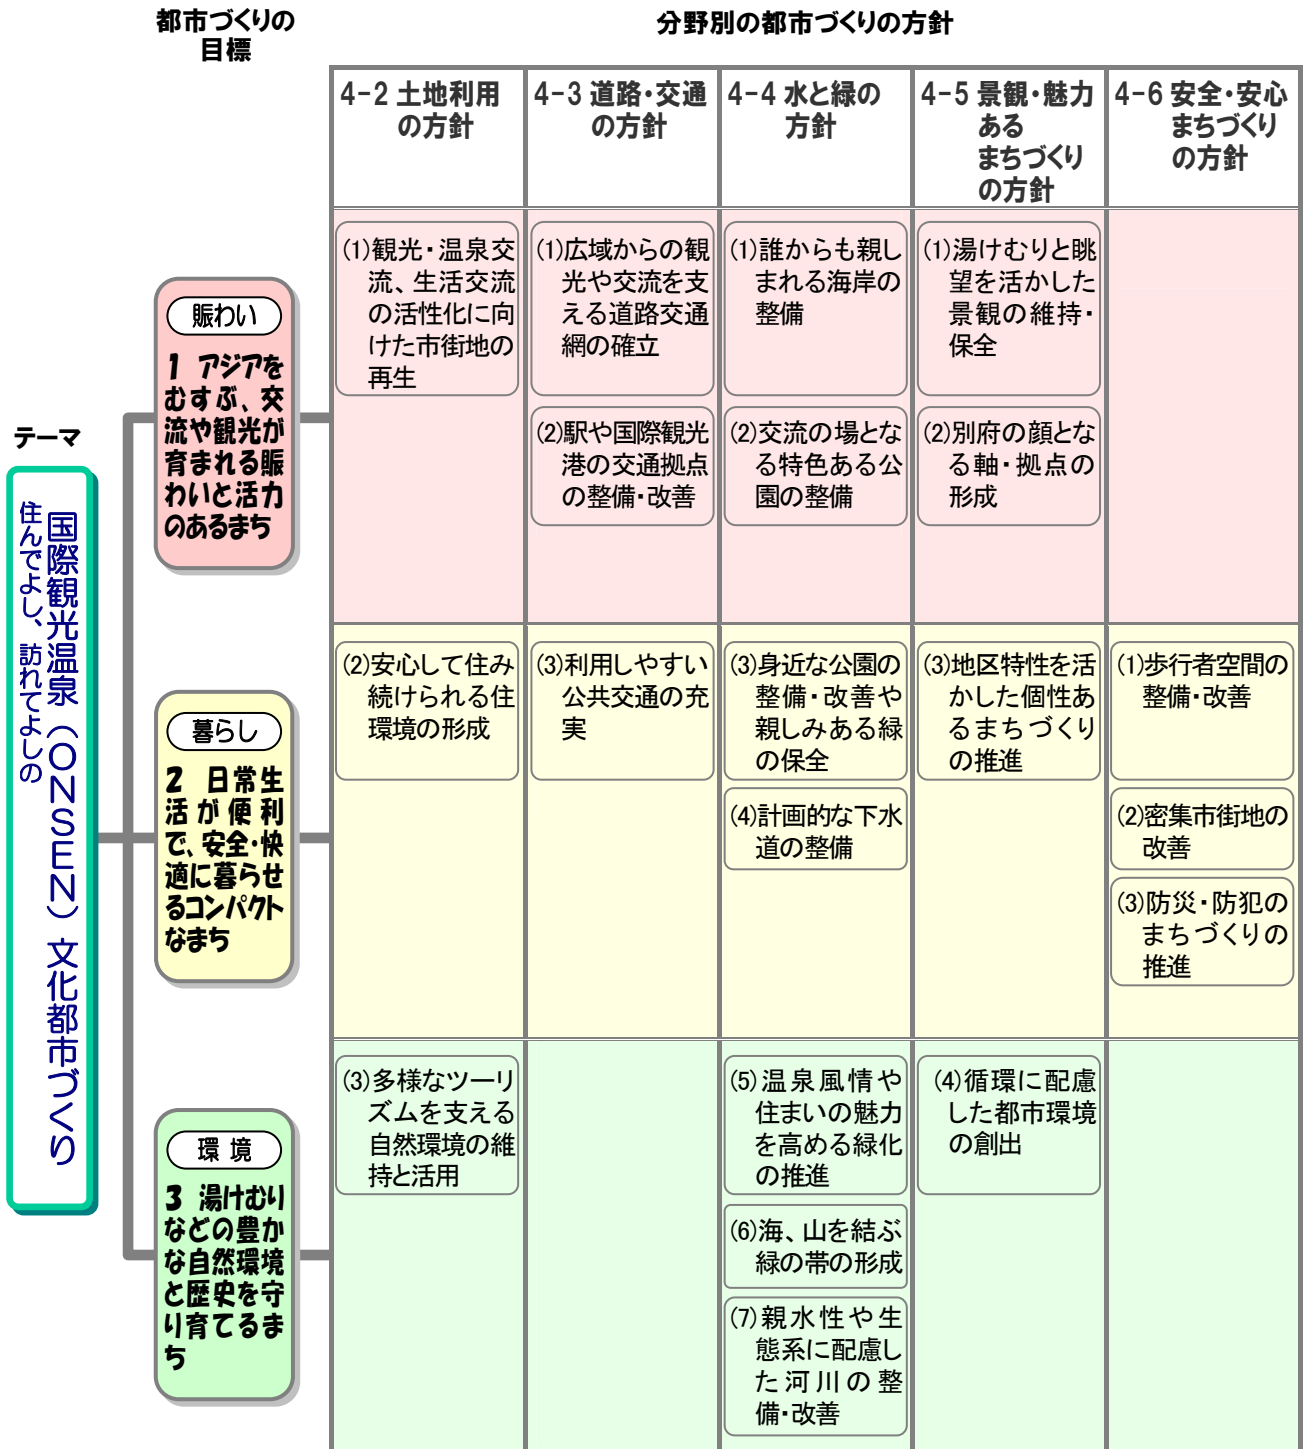 都市づくりの
目標
分野別の都市づくりの方針
4-2 土地利用
の方針
4-3 道路・交通
の方針
4-4 水と緑の
方針
4-5 景観・魅力
ある
まちづくり
の方針
4-6 安全・安心
まちづくり
の方針
テーマ
住んでよし、訪れてよしの
国際観光温泉（ONSEN）文化都市づくり
賑わい
1 アジアを
むすぶ、交
流や観光が
育まれる賑
わいと活力
のあるまち
(1)観光・温泉交
流、生活交流
の活性化に向
けた市街地の
再生
(1)広域からの観
光や交流を支
える道路交通
網の確立
(2)駅や国際観光
港の交通拠点
の整備・改善
(1)誰からも親し
まれる海岸の
整備
(2)交流の場とな
る特色ある公
園の整備
(1)湯けむりと眺
望を活かした
景観の維持・
保全
(2)別府の顔とな
る軸・拠点の
形成
暮らし
2 日常生
活が便利
で、安全・快
適に暮らせ
るコンパクト
なまち
(2)安心して住み
続けられる住
環境の形成
(3)利用しやすい
公共交通の充
実
(3)身近な公園の
整備・改善や
親しみある緑
の保全
(4)計画的な下水
道の整備
(3)地区特性を活
かした個性あ
るまちづくり
の推進
(1)歩行者空間の
整備・改善
(2)密集市街地の
改善
(3)防災・防犯の
まちづくりの
推進
環境
3 湯けむり
などの豊か
な自然環境
と歴史を守
り育てるま
ち
(3)多様なツーリ
ズムを支える
自然環境の維
持と活用
(5)温泉風情や
住まいの魅力
を高める緑化
の推進
(6)海、山を結ぶ
緑の帯の形成
(7)親水性や生
態系に配慮し
た河川の整
備・改善
(4)循環に配慮
した都市環境
の創出